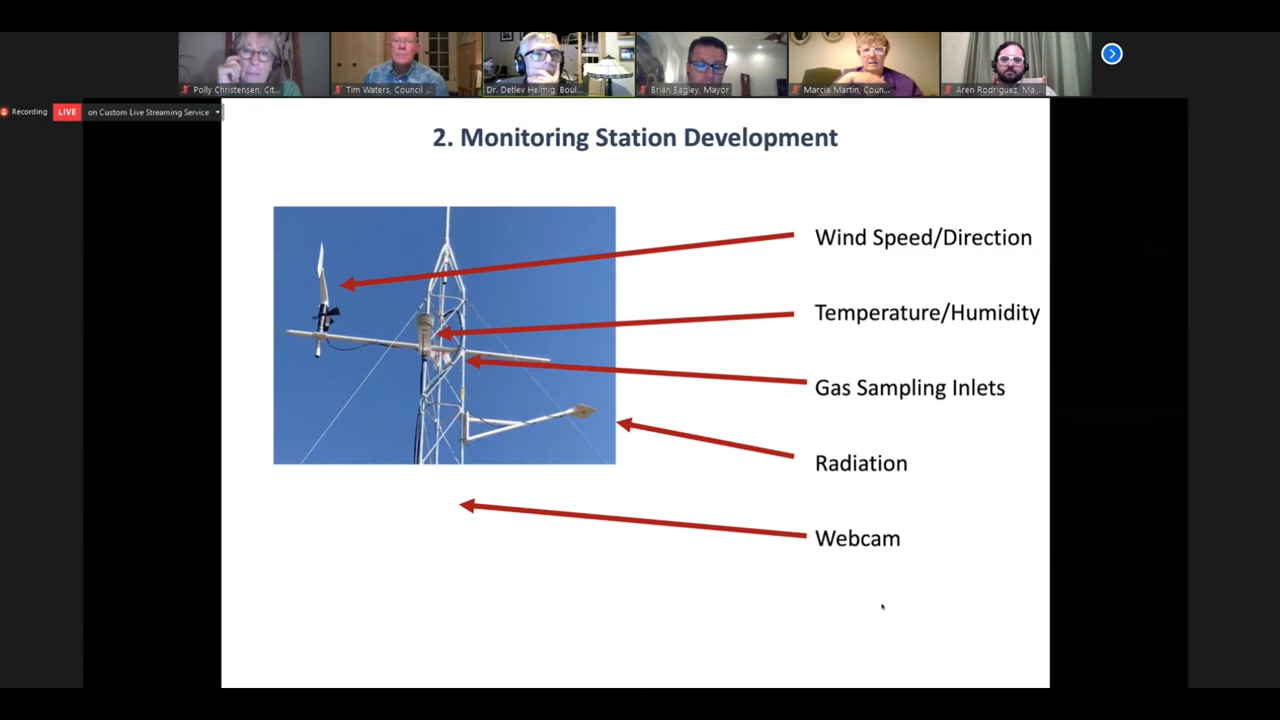 Polly Christensen, Cit...
Tim Waters, Council ...
Dr. Detlev Helmig, Boul...
Brian Bagley, Mayor
Marcia Martin, Coun...
Aren Rodriguez, Ma...
Recording
LIVE
on Custom Live Streaming Service
2. Monitoring Station Development
Wind Speed/Direction
Temperature/Humidity
Gas Sampling Inlets
Radiation
Webcam